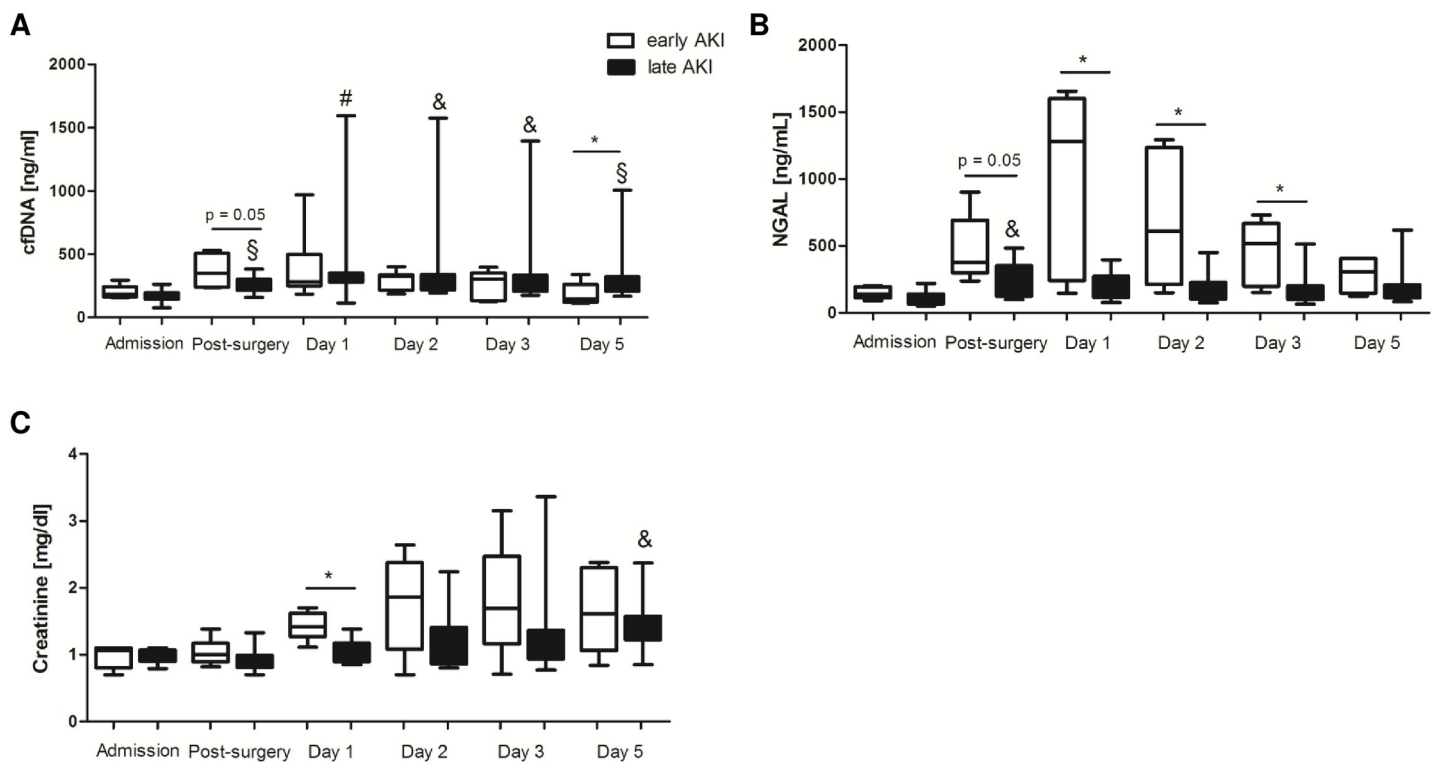 A
early AKI
late AKI
cfDNA [ng/ml]
2000
1500
1000
500
0
p = 0.05
§
#
&
&
*
§
Admission
Post-surgery
Day 1
Day 2
Day 3
Day 5
B
NGAL [ng/mL]
2000
1500
1000
500
0
p = 0.05
&
*
*
*
Admission
Post-surgery
Day 1
Day 2
Day 3
Day 5
C
Creatinine [mg/dl]
4
3
2
1
0
*
&
Admission
Post-surgery
Day 1
Day 2
Day 3
Day 5